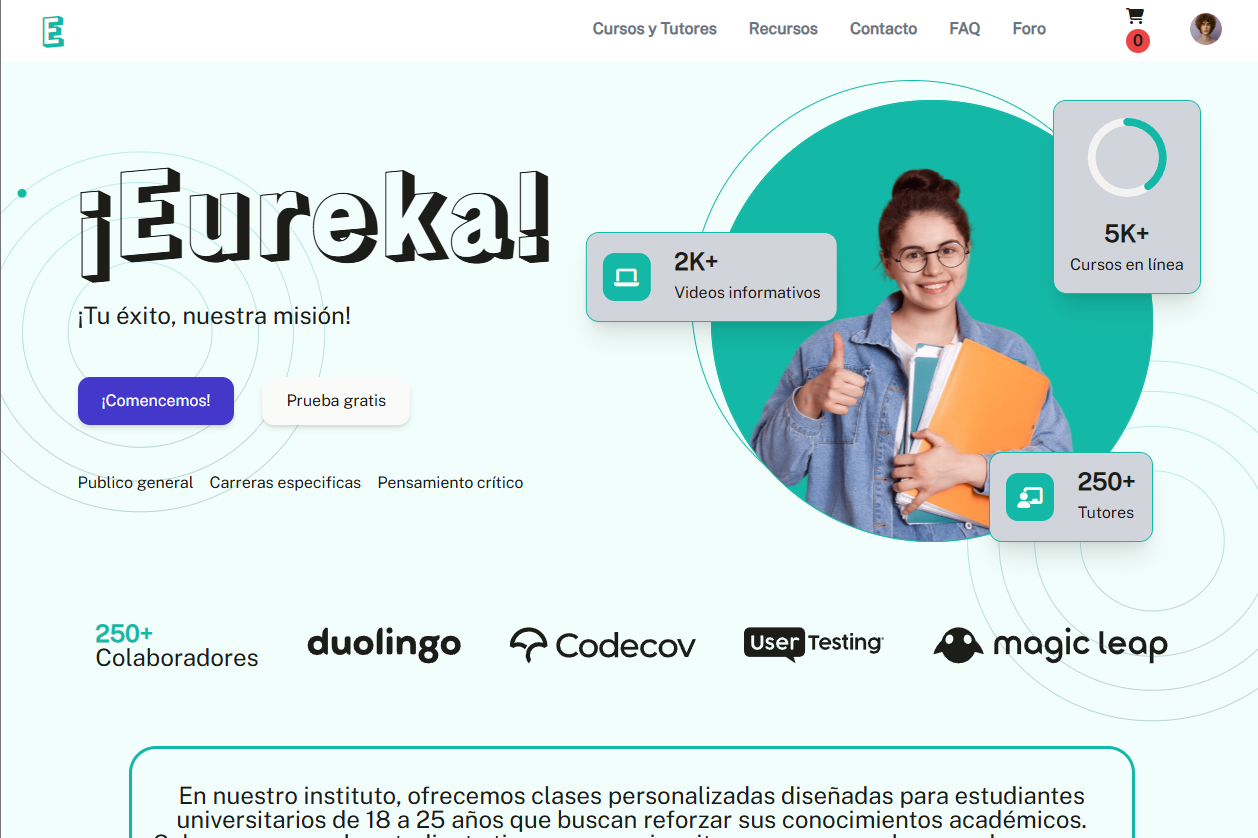 E
Cursos y Tutores
Recursos
Contacto
FAQ
Foro
0
¡Eureka!
¡Tu éxito, nuestra misión!
¡Comencemos!
Prueba gratis
Publico general
Carreras especificas
Pensamiento crítico
2K+
Videos informativos
5K+
Cursos en línea
250+
Tutores
250+
Colaboradores
duolingo
Codecov
User Testing
magic leap
En nuestro instituto, ofrecemos clases personalizadas diseñadas para estudiantes
universitarios de 18 a 25 años que buscan reforzar sus conocimientos académicos.